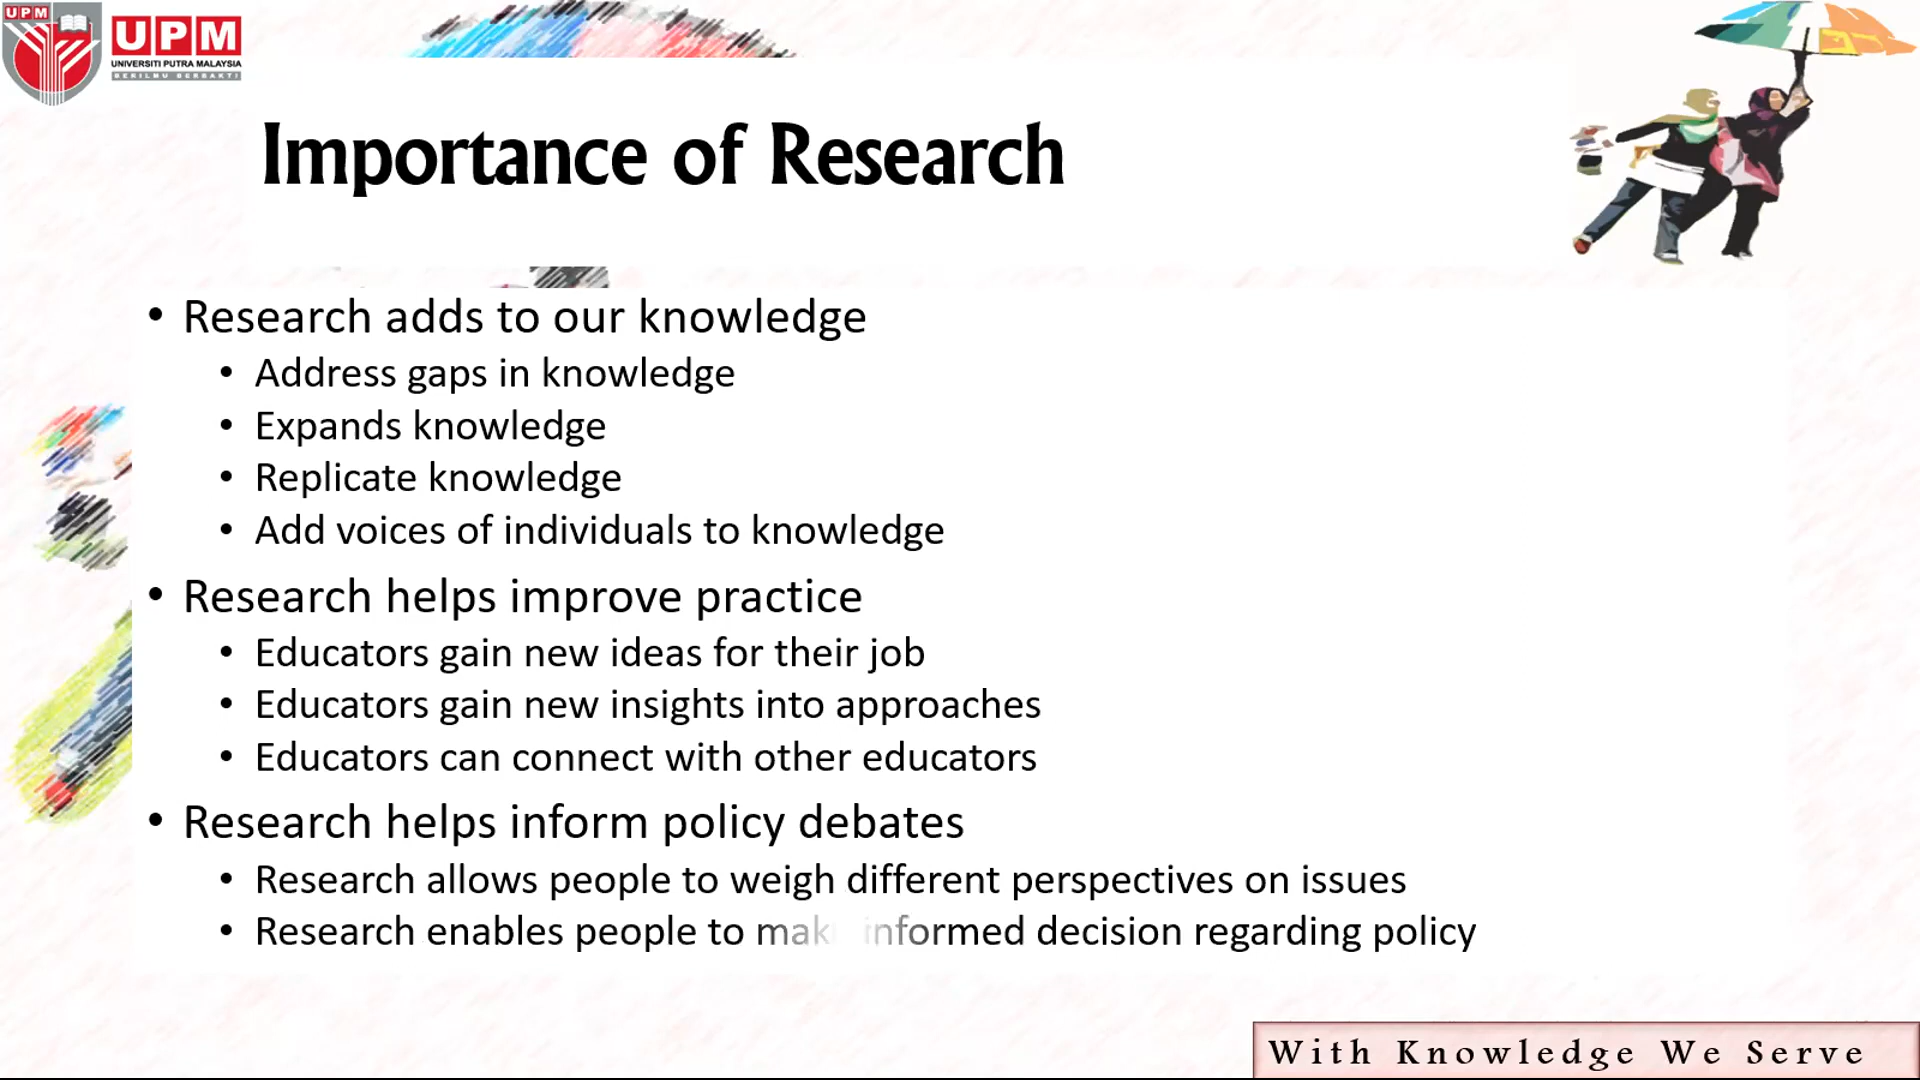 UPM
UPM
UNIVERSITI PUTRA MALAYSIA
BERILMU BERBAKTI
Importance of Research
• Research adds to our knowledge
• Address gaps in knowledge
• Expands knowledge
• Replicate knowledge
• Add voices of individuals to knowledge
• Research helps improve practice
• Educators gain new ideas for their job
• Educators gain new insights into approaches
• Educators can connect with other educators
• Research helps inform policy debates
• Research allows people to weigh different perspectives on issues
• Research enables people to make informed decision regarding policy
With Knowledge We Serve